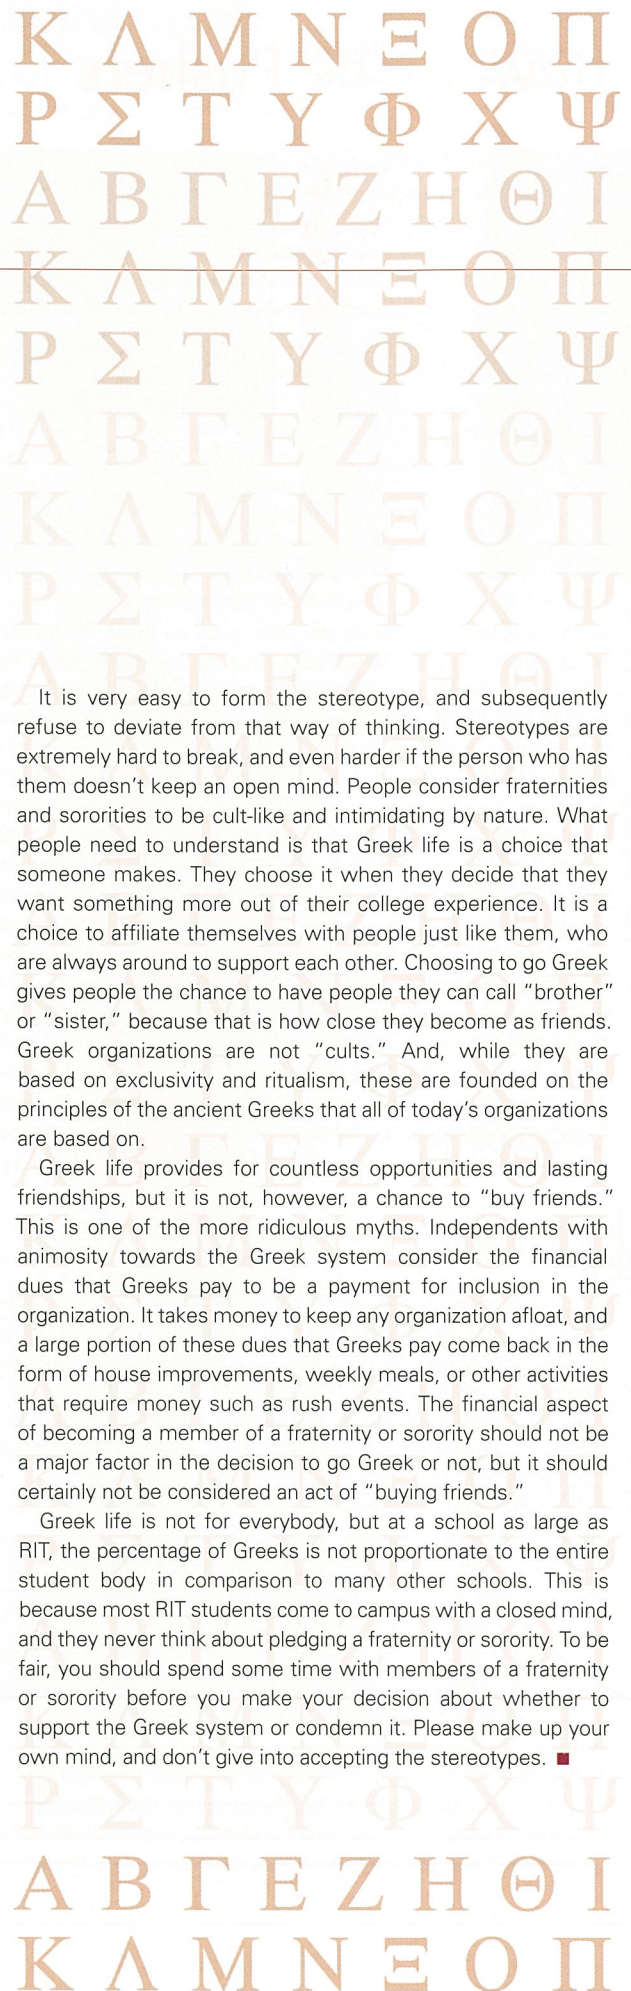 Κ Λ Μ Ν Ξ Ο Π
Ρ Σ Τ Υ Φ Χ Ψ
Α Β Γ Ε Ζ Η Θ Ι
Κ Λ Μ Ν Ξ Ο Π
Ρ Σ Τ Υ Φ Χ Ψ
Α Β Γ Ε Ζ Η Θ Ι
Κ Λ Μ Ν Ξ Ο Π
Ρ Σ Τ Υ Φ Χ Ψ
Α Β Γ Ε Ζ Η Θ Ι
It is very easy to form the stereotype, and subsequently
refuse to deviate from that way of thinking. Stereotypes are
extremely hard to break, and even harder if the person who has
them doesn't keep an open mind. People consider fraternities
and sororities to be cult-like and intimidating by nature. What
people need to understand is that Greek life is a choice that
someone makes. They choose it when they decide that they
want something more out of their college experience. It is a
choice to affiliate themselves with people just like them, who
are always around to support each other. Choosing to go Greek
gives people the chance to have people they can call "brother"
or "sister," because that is how close they become as friends.
Greek organizations are not "cults." And, while they are
based on exclusivity and ritualism, these are founded on the
principles of the ancient Greeks that all of today's organizations
are based on.
Greek life provides for countless opportunities and lasting
friendships, but it is not, however, a chance to "buy friends."
This is one of the more ridiculous myths. Independents with
animosity towards the Greek system consider the financial
dues that Greeks pay to be a payment for inclusion in the
organization. It takes money to keep any organization afloat, and
a large portion of these dues that Greeks pay come back in the
form of house improvements, weekly meals, or other activities
that require money such as rush events. The financial aspect
of becoming a member of a fraternity or sorority should not be
a major factor in the decision to go Greek or not, but it should
certainly not be considered an act of "buying friends."
Greek life is not for everybody, but at a school as large as
RIT, the percentage of Greeks is not proportionate to the entire
student body in comparison to many other schools. This is
because most RIT students come to campus with a closed mind,
and they never think about pledging a fraternity or sorority. To be
fair, you should spend some time with members of a fraternity
or sorority before you make your decision about whether to
support the Greek system or condemn it. Please make up your
own mind, and don't give into accepting the stereotypes.
Ρ Σ Τ Υ Φ Χ Ψ
Α Β Γ Ε Ζ Η Θ Ι
Κ Λ Μ Ν Ξ Ο Π